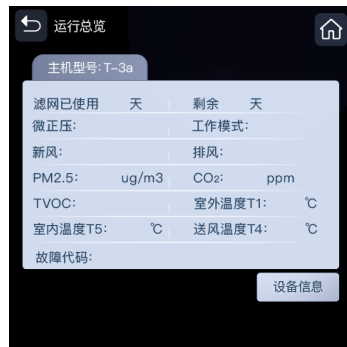 运行总览
主机型号:T-3a
滤网已使用 天 剩余 天
微正压: 工作模式:
新风: 排风:
PM2.5: ug/m3 CO2: ppm
TVOC: 室外温度T1: ℃
室内温度T5: ℃ 送风温度T4: ℃
故障代码:
设备信息